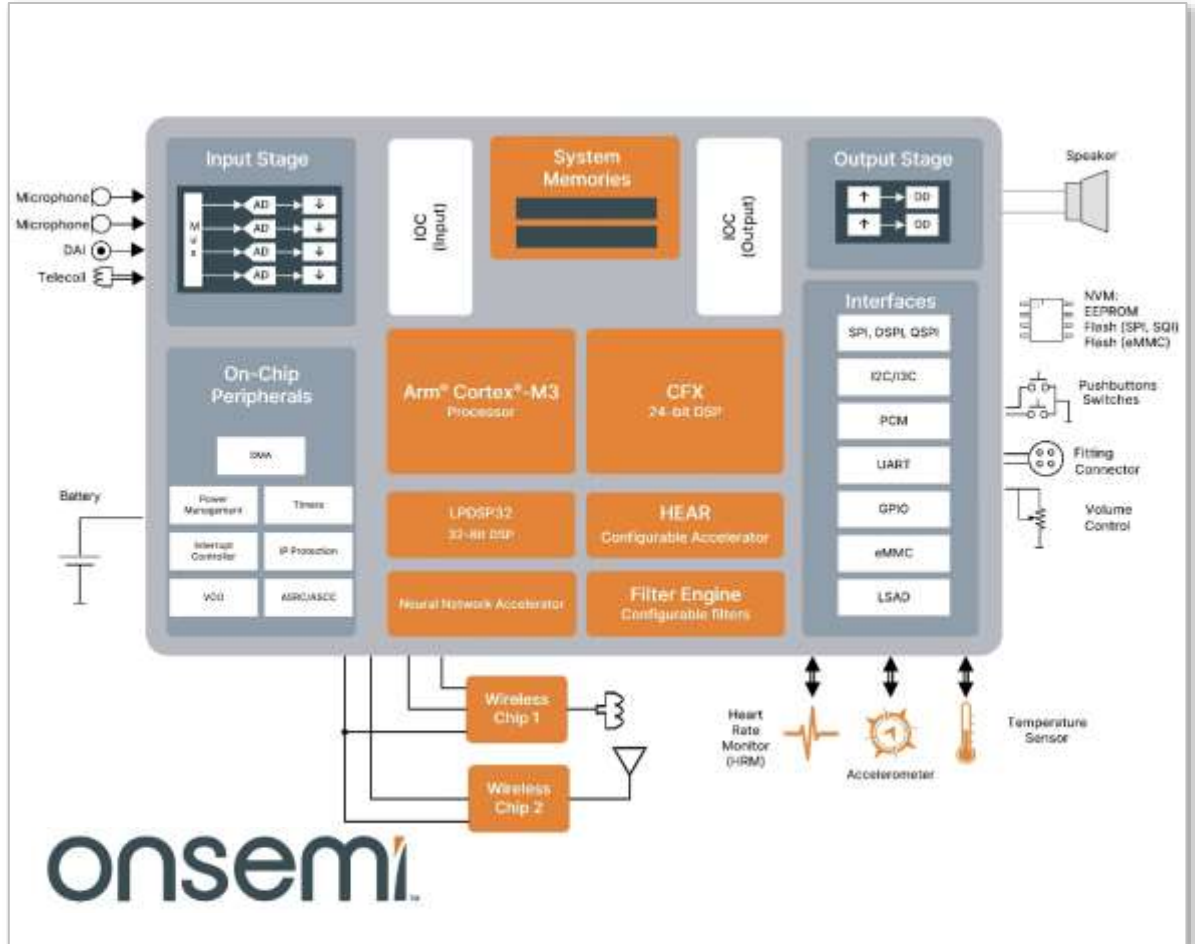 Input Stage
M
u
x
AD
AD
AD
AD
IOC
(Input)
System
Memories
IOC
(Output)
Output Stage
DD
DD
Speaker
Microphone
Microphone
DAI
Telecoil
On-Chip
Peripherals
DMA
Power
Management
Timers
Interrupt
Controller
IP Protection
VCO
ASRC/ASCC
Battery
Arm® Cortex®-M3
Processor
CFX
24-bit DSP
LPDSP32
32-Bit DSP
HEAR
Configurable Accelerator
Neural Network Accelerator
Filter Engine
Configurable filters
Interfaces
SPI, DSPI, QSPI
I2C/I3C
PCM
UART
GPIO
eMMC
LSAD
NVM:
EEPROM
Flash (SPI, SQI)
Flash (eMMC)
Pushbuttons
Switches
Fitting
Connector
Volume
Control
Wireless
Chip 1
Wireless
Chip 2
Heart
Rate
Monitor
(HRM)
Accelerometer
Temperature
Sensor
onsemi